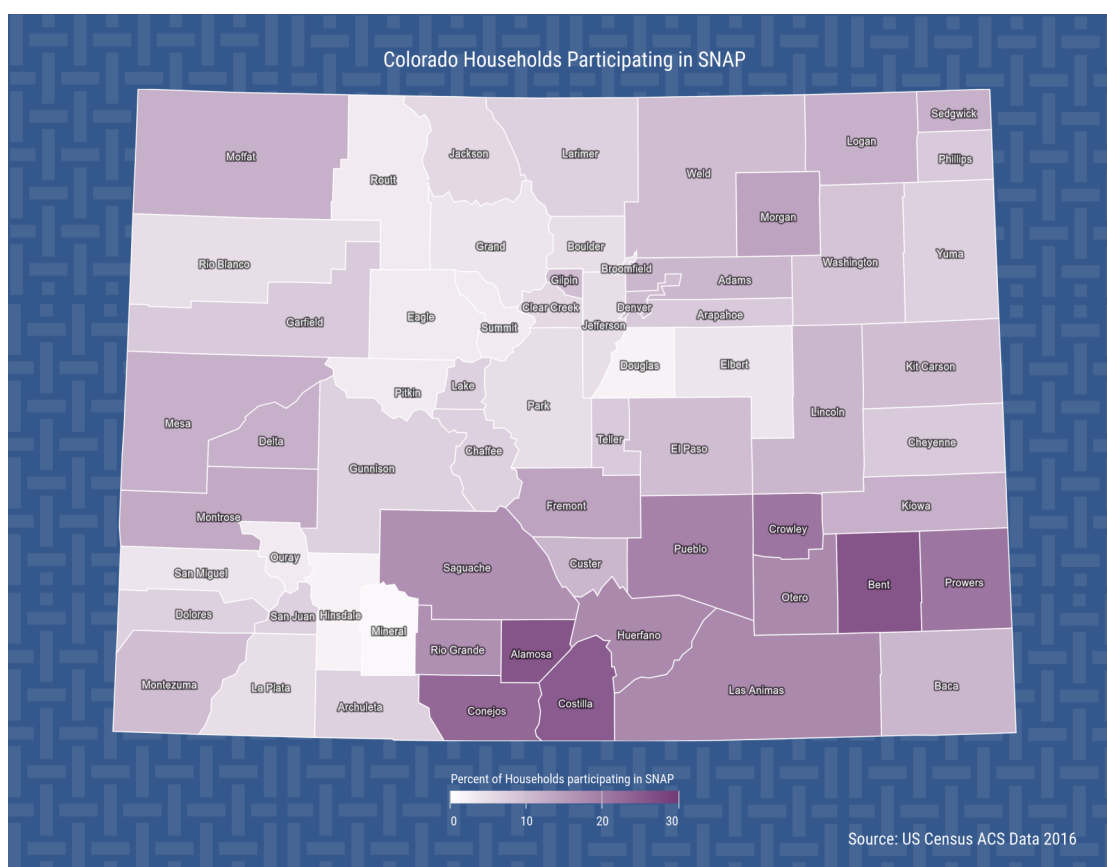 Colorado Households Participating in SNAP
Sedgwick
Moffat
Jackson
Larimer
Logan
Phillips
Routt
Weld
Morgan
Grand
Boulder
Rio Blanco
Washington
Yuma
Broomfield
Gilpin
Adams
Clear Creek
Denver
Arapahoe
Garfield
Eagle
Summit
Jefferson
Douglas
Elbert
Kit Carson
Pitkin
Lake
Park
Lincoln
Mesa
Delta
Chaffee
Teller
El Paso
Cheyenne
Gunnison
Fremont
Kiowa
Montrose
Crowley
Ouray
Saguache
Custer
Pueblo
San Miguel
Bent
Prowers
Otero
Dolores
San Juan
Hinsdale
Mineral
Rio Grande
Alamosa
Huerfano
Montezuma
La Plata
Archuleta
Conejos
Costilla
Las Animas
Baca
Percent of Households participating in SNAP
0 10 20 30
Source: US Census ACS Data 2016